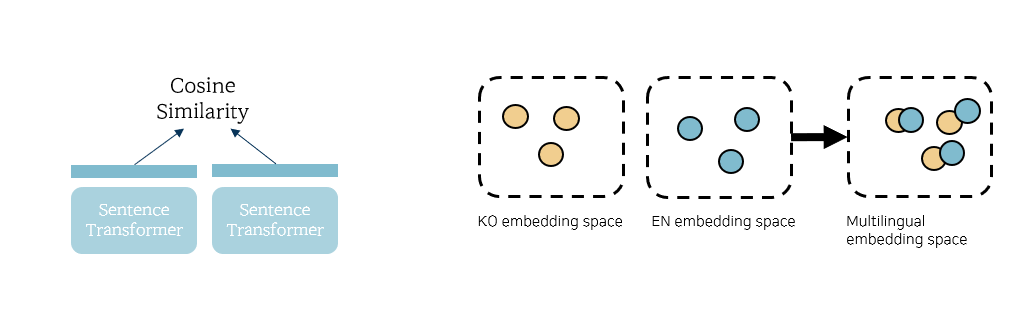 Cosine
Similarity
Sentence
Transformer
Sentence
Transformer
KO embedding space
EN embedding space
Multilingual
embedding space